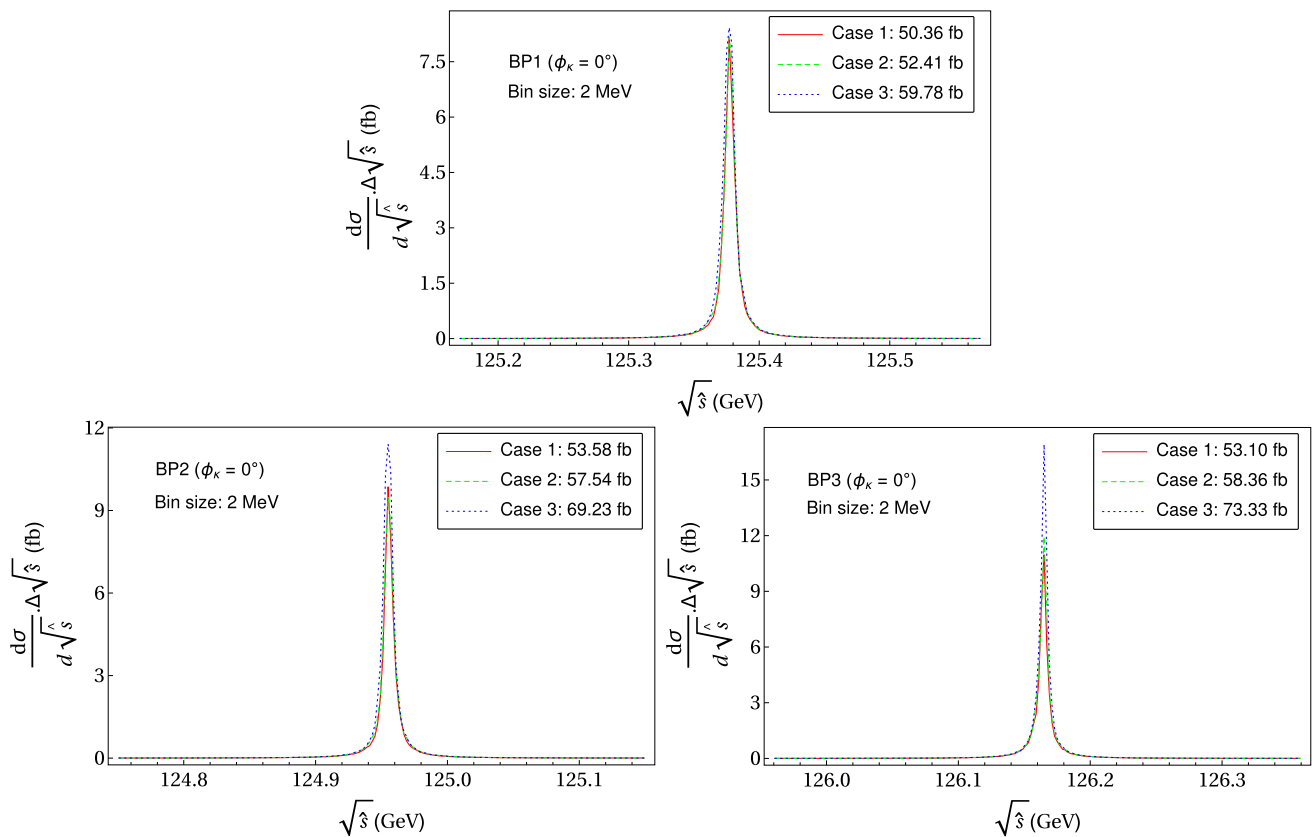 BP1 (ϕκ = 0°)
Bin size: 2 MeV
Case 1: 50.36 fb
Case 2: 52.41 fb
Case 3: 59.78 fb
7.5
6
4.5
3
1.5
0
dσ/d√ŝ .Δ√ŝ (fb)
125.2 125.3 125.4 125.5
√ŝ (GeV)
BP2 (ϕκ = 0°)
Bin size: 2 MeV
Case 1: 53.58 fb
Case 2: 57.54 fb
Case 3: 69.23 fb
12
9
6
3
0
dσ/d√ŝ .Δ√ŝ (fb)
124.8 124.9 125.0 125.1
√ŝ (GeV)
BP3 (ϕκ = 0°)
Bin size: 2 MeV
Case 1: 53.10 fb
Case 2: 58.36 fb
Case 3: 73.33 fb
15
12
9
6
3
0
dσ/d√ŝ .Δ√ŝ (fb)
126.0 126.1 126.2 126.3
√ŝ (GeV)